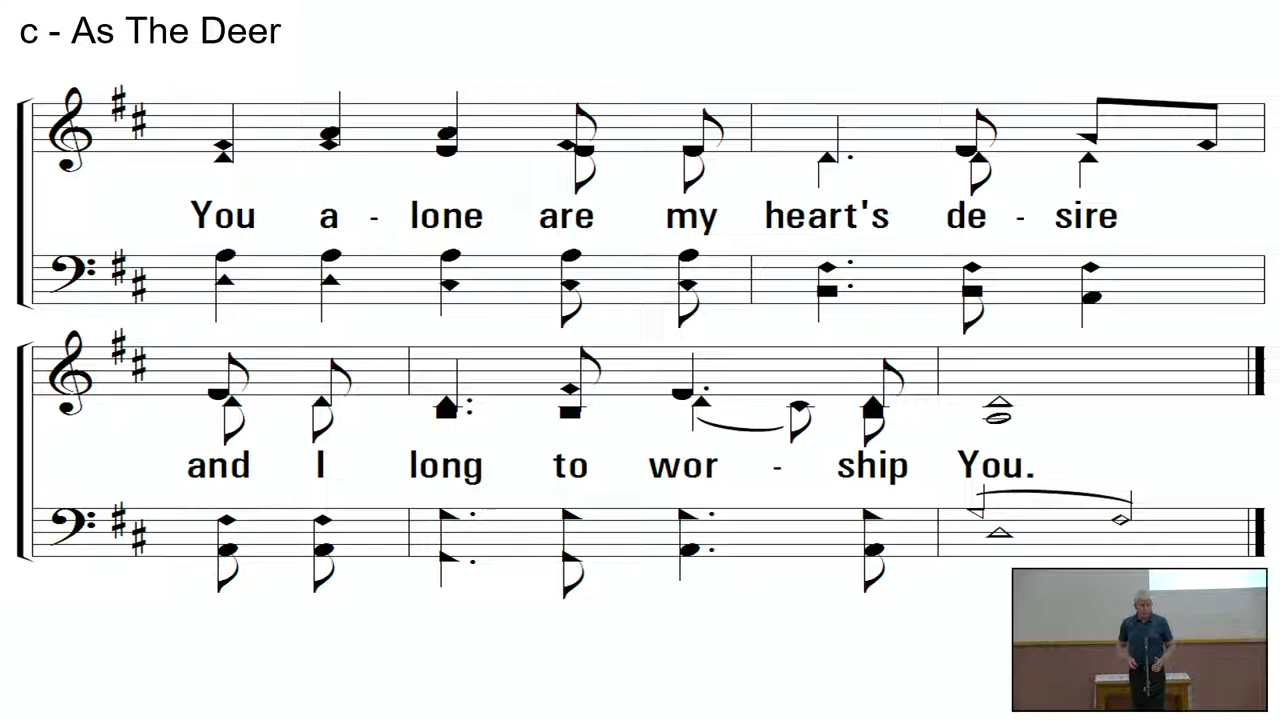 c - As The Deer
You a - lone are my heart's de - sire
and I long to wor - ship You.